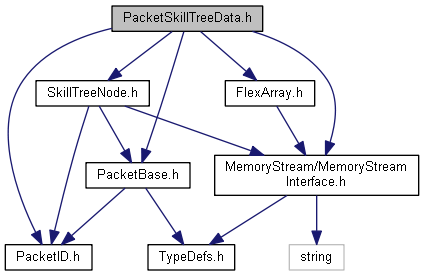 PacketSkillTreeData.h
SkillTreeNode.h
FlexArray.h
PacketBase.h
MemoryStream/MemoryStream
Interface.h
PacketID.h
TypeDefs.h
string